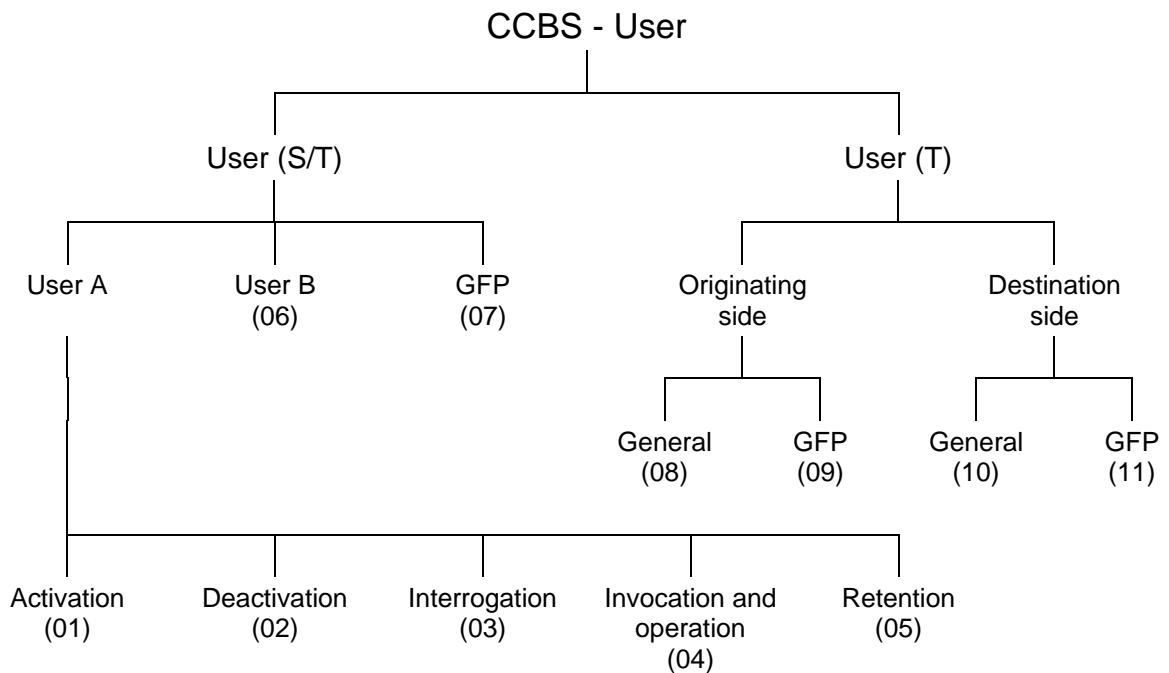 CCBS - User
User (S/T)
User (T)
User A
User B
(06)
GFP
(07)
Originating
side
Destination
side
General
(08)
GFP
(09)
General
(10)
GFP
(11)
Activation
(01)
Deactivation
(02)
Interrogation
(03)
Invocation and
operation
(04)
Retention
(05)